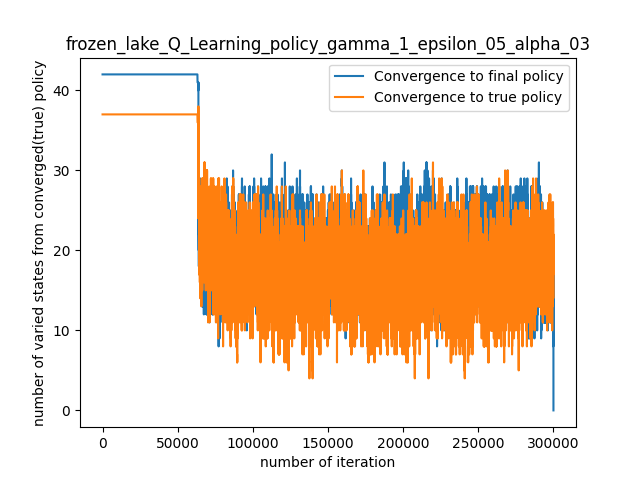 frozen_lake_Q_Learning_policy_gamma_1_epsilon_05_alpha_03
Convergence to final policy
Convergence to true policy
number of varied states from converged(true) policy
40
30
20
10
0
0 50000 100000 150000 200000 250000 300000
number of iteration